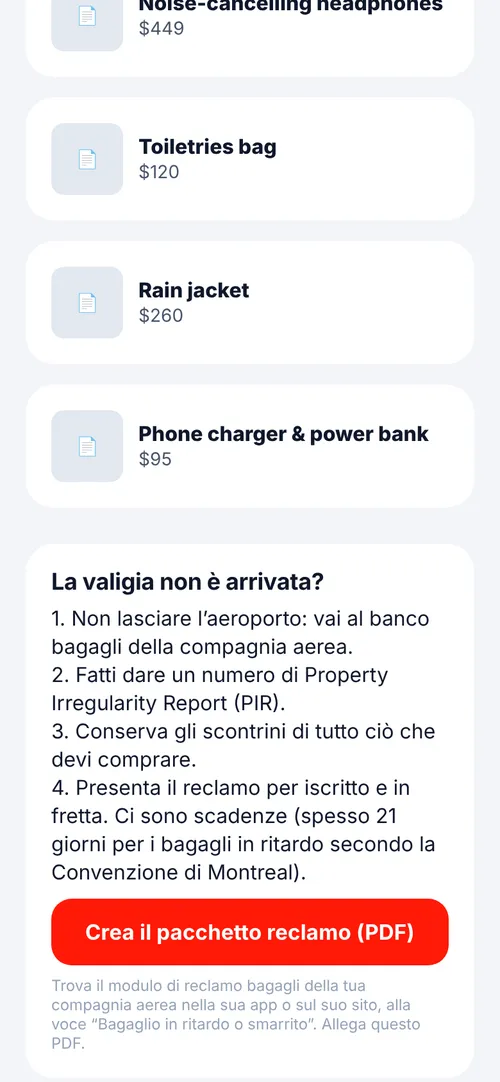 Noise-cancelling headphones
$449
Toiletries bag
$120
Rain jacket
$260
Phone charger & power bank
$95
La valigia non è arrivata?
1. Non lasciare l’aeroporto: vai al banco
bagagli della compagnia aerea.
2. Fatti dare un numero di Property
Irregularity Report (PIR).
3. Conserva gli scontrini di tutto ciò che
devi comprare.
4. Presenta il reclamo per iscritto e in
fretta. Ci sono scadenze (spesso 21
giorni per i bagagli in ritardo secondo la
Convenzione di Montreal).
Crea il pacchetto reclamo (PDF)
Trova il modulo di reclamo bagagli della tua
compagnia aerea nella sua app o sul suo sito, alla
voce “Bagaglio in ritardo o smarrito”. Allega questo
PDF.